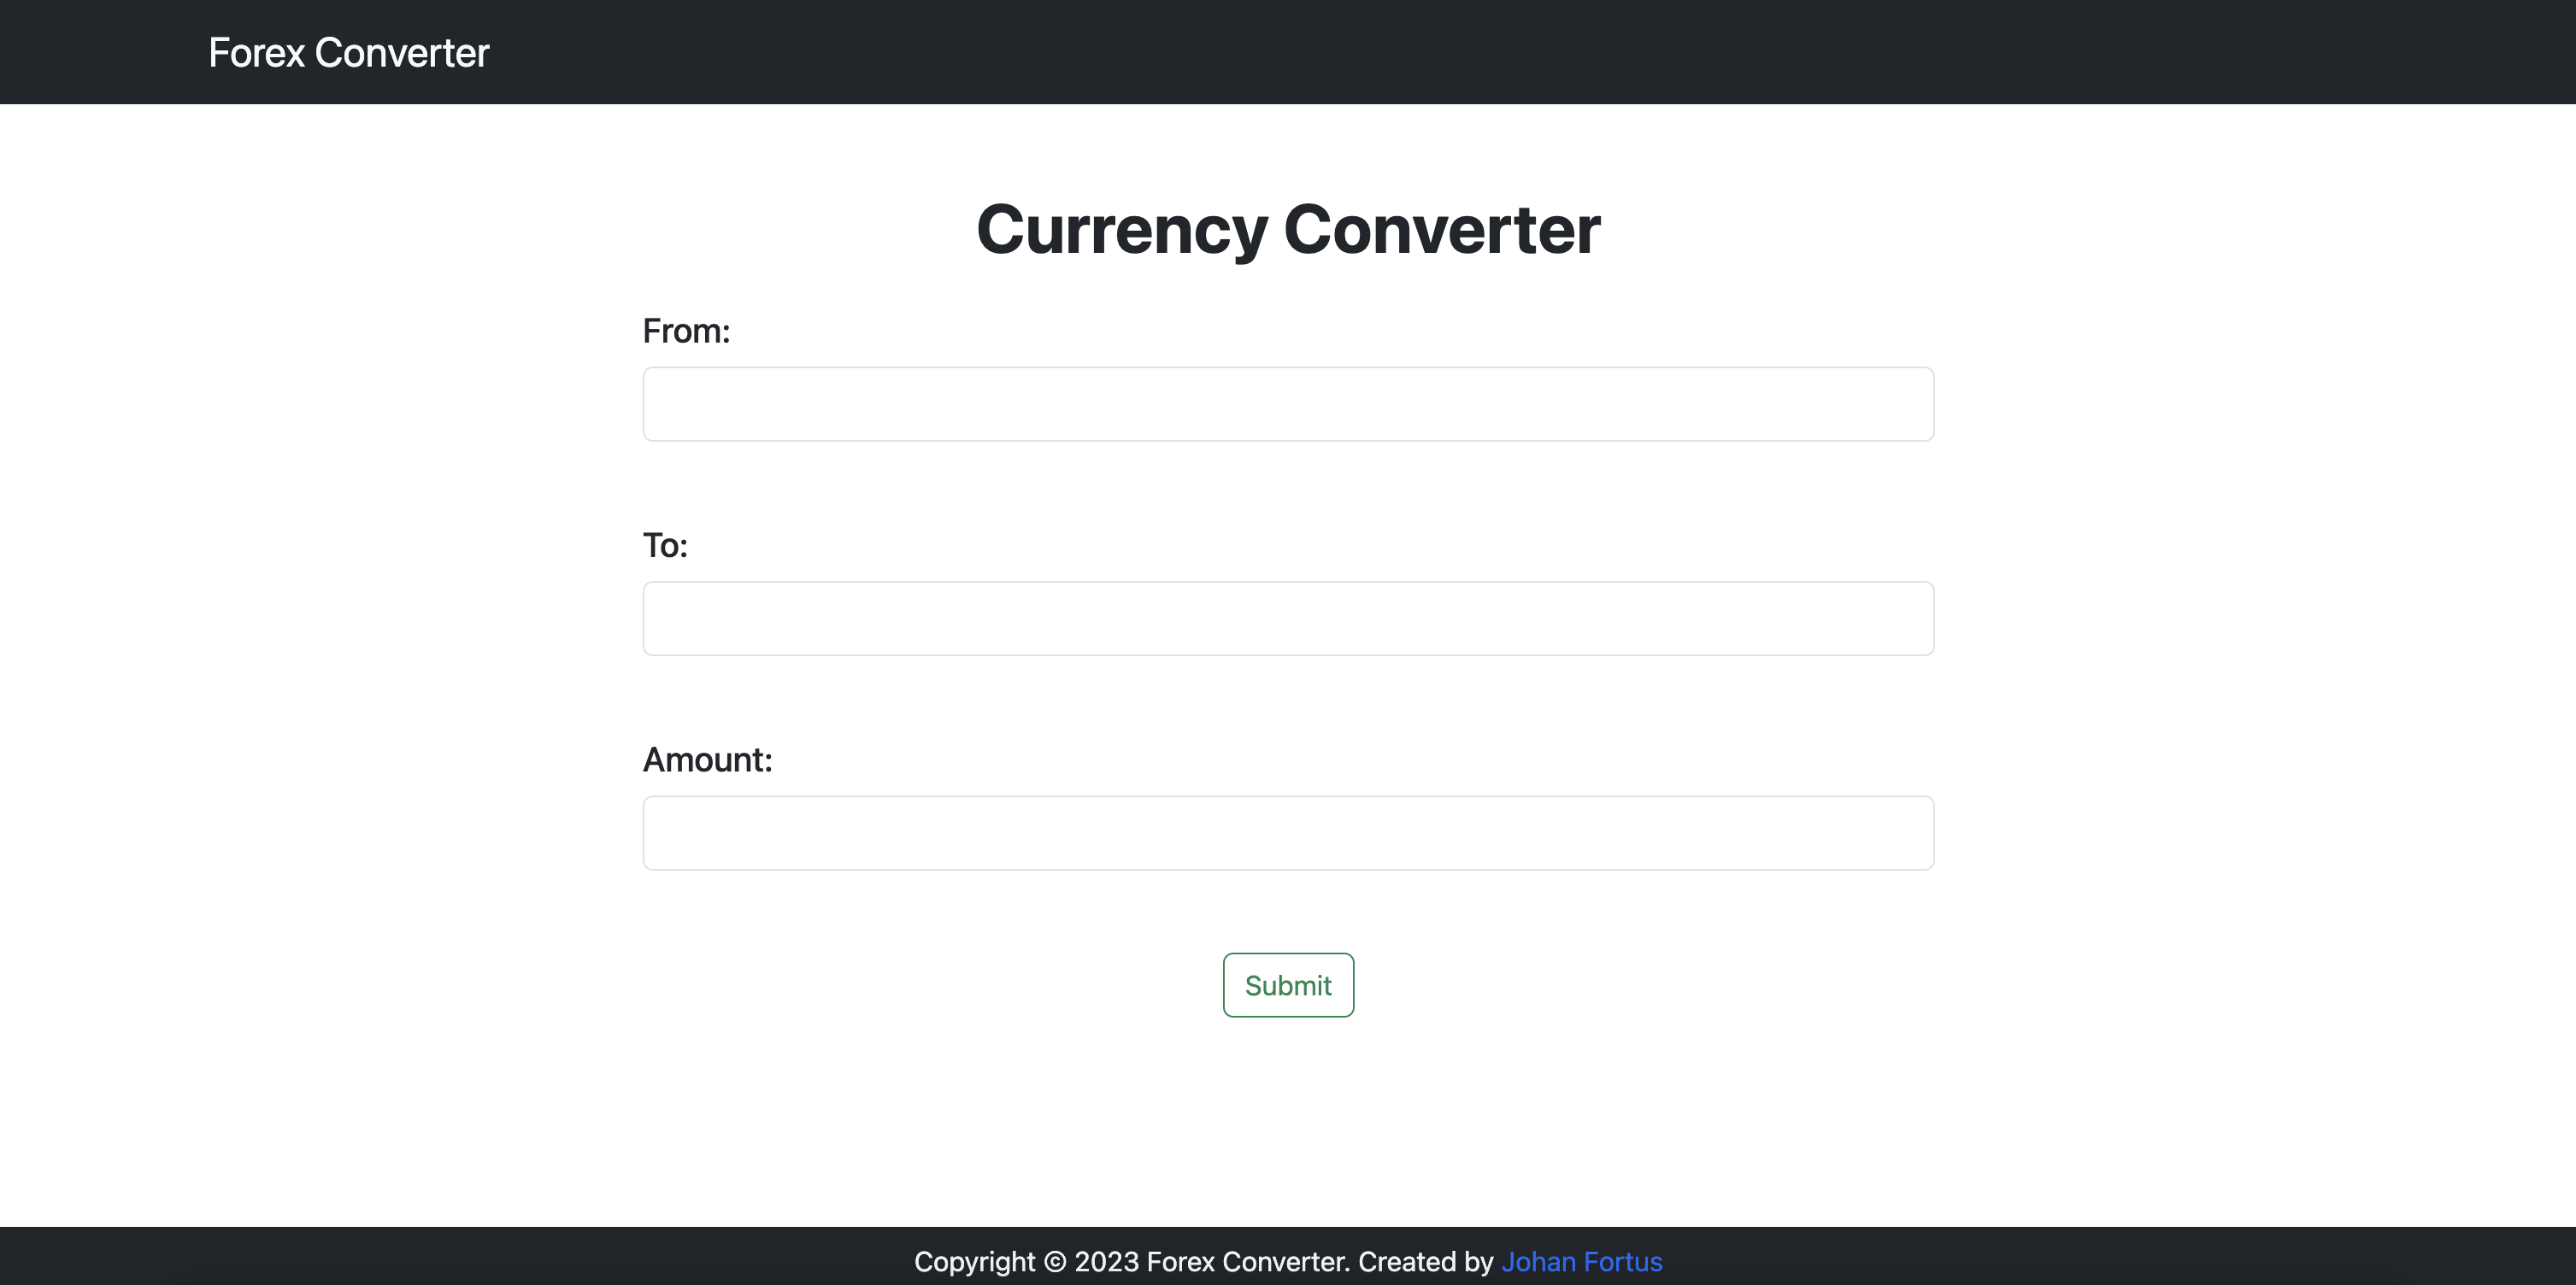 Forex Converter
Currency Converter
From:
To:
Amount:
Submit
Copyright © 2023 Forex Converter. Created by Johan Fortus